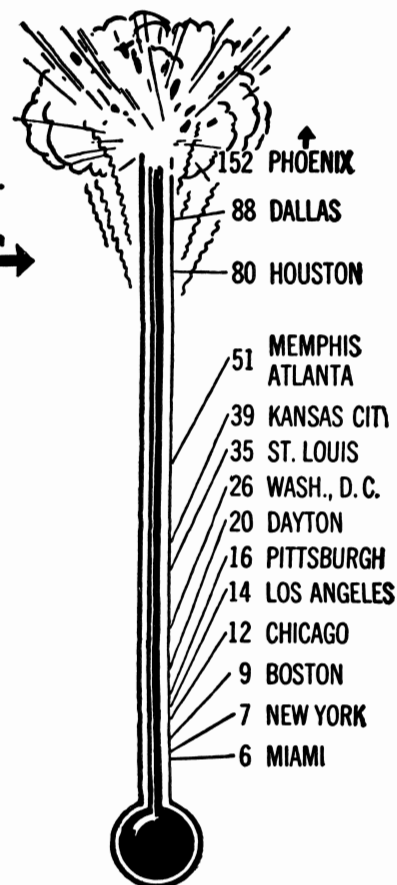 152 PHOENIX
88 DALLAS
80 HOUSTON
51 MEMPHIS
ATLANTA
39 KANSAS CITY
35 ST. LOUIS
26 WASH., D. C.
20 DAYTON
16 PITTSBURGH
14 LOS ANGELES
12 CHICAGO
9 BOSTON
7 NEW YORK
6 MIAMI